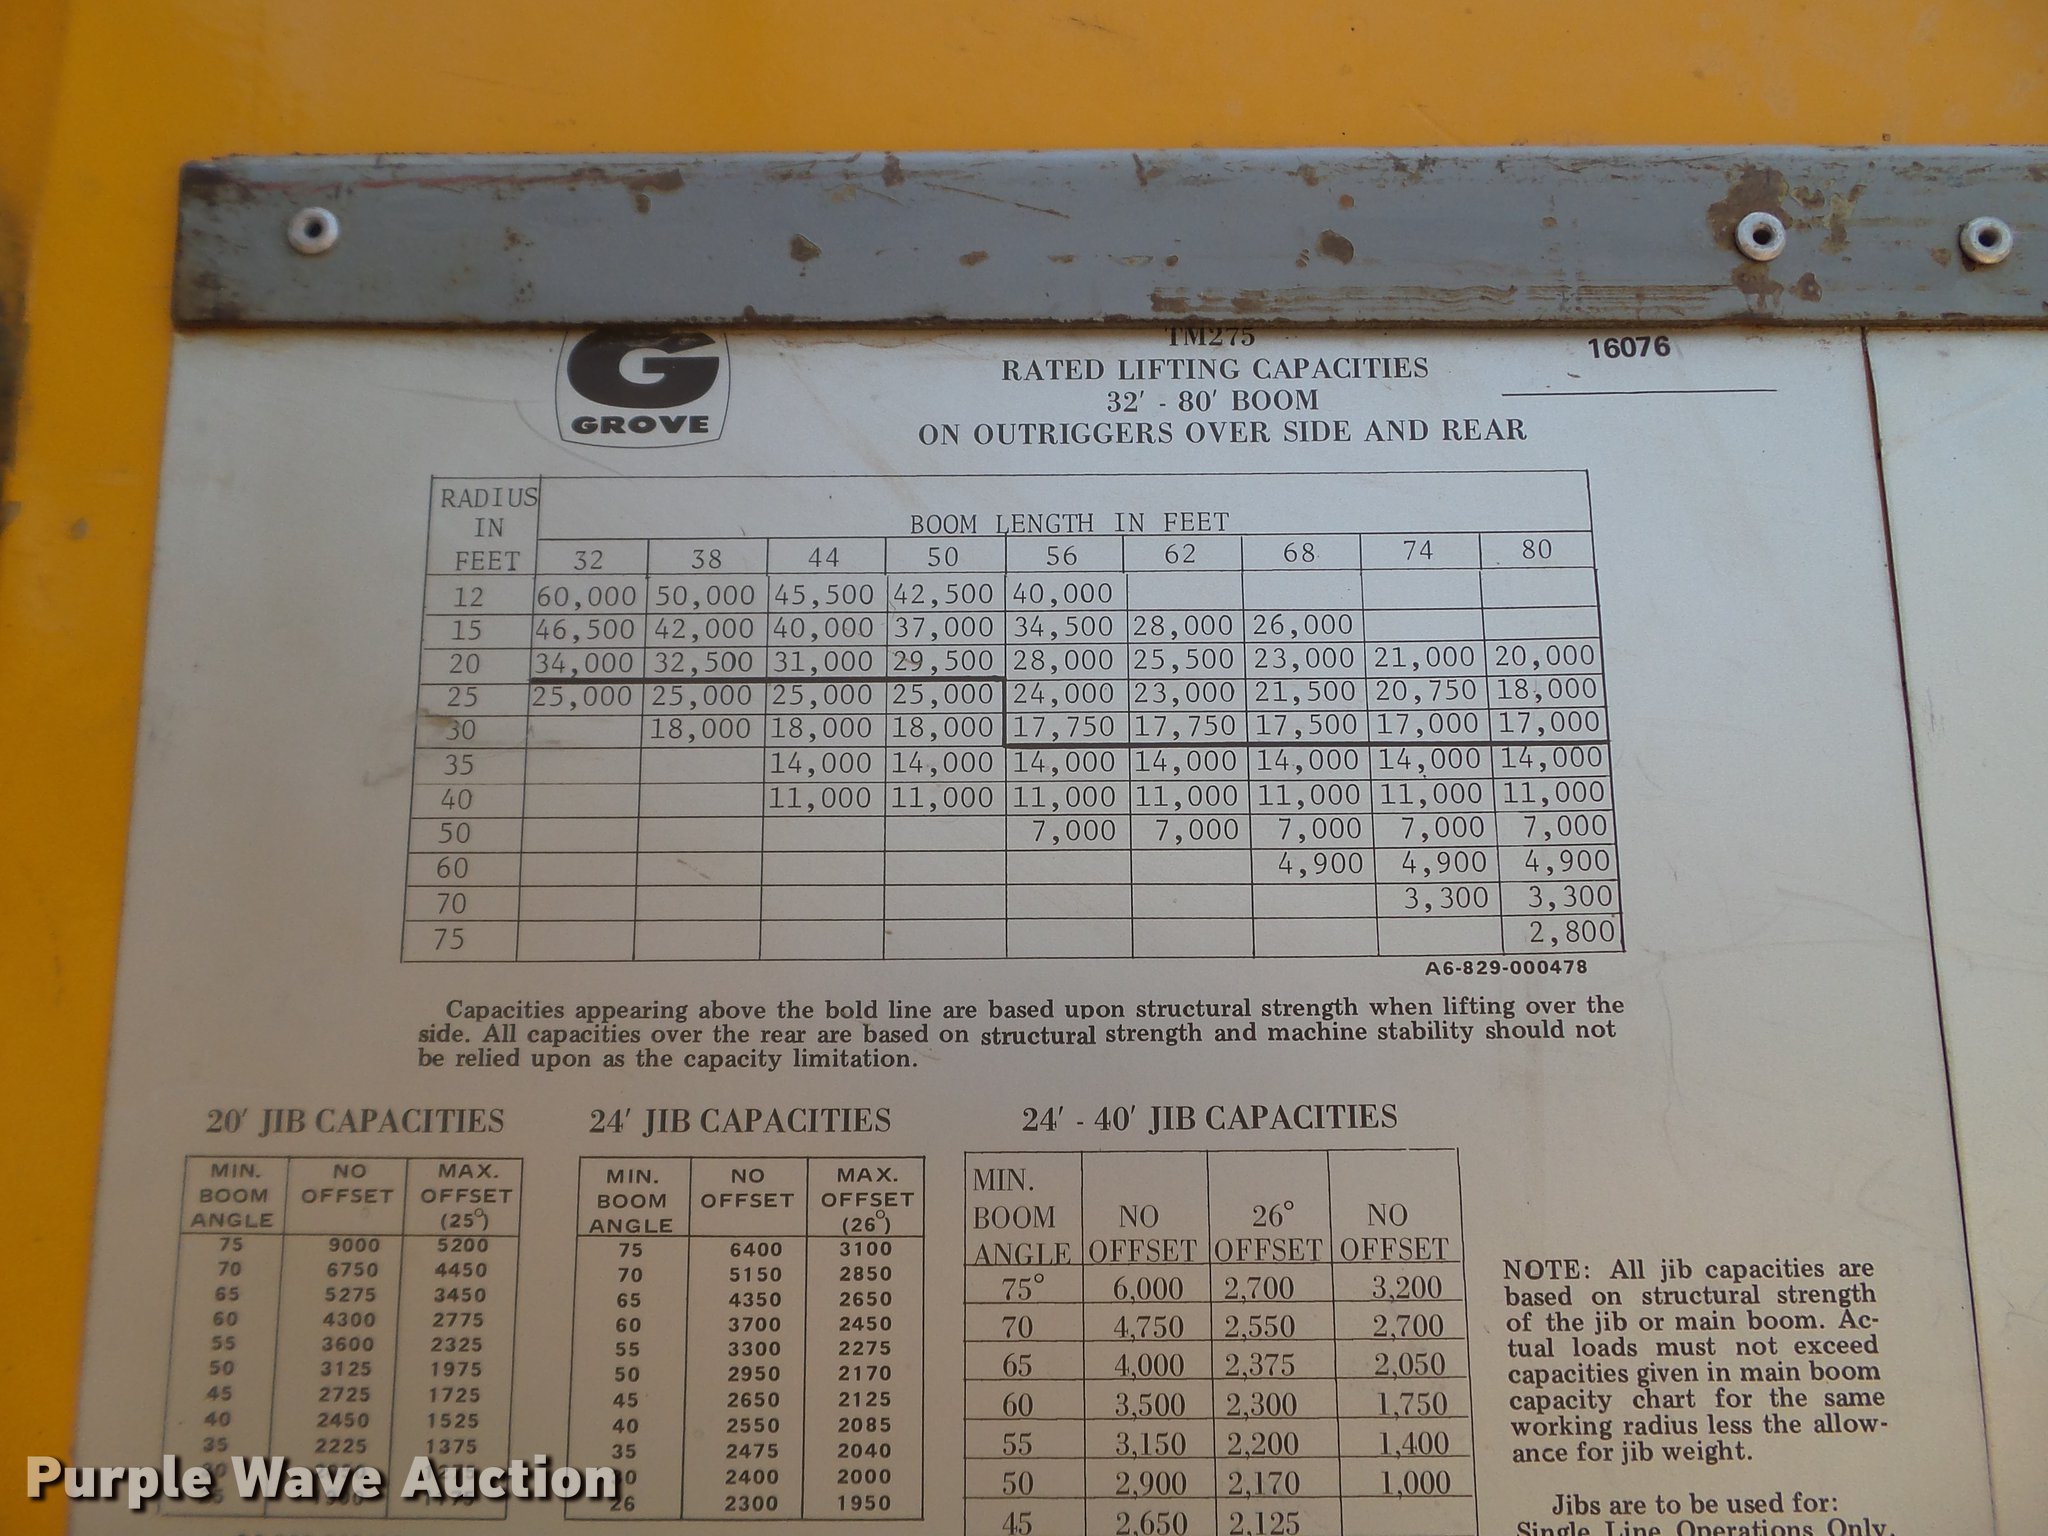 TM275
16076
RATED LIFTING CAPACITIES
32' - 80' BOOM
ON OUTRIGGERS OVER SIDE AND REAR
G
GROVE
RADIUS IN FEET
BOOM LENGTH IN FEET
32 38 44 50 56 62 68 74 80
12 60,000 50,000 45,500 42,500 40,000
15 46,500 42,000 40,000 37,000 34,500 28,000 26,000
20 34,000 32,500 31,000 29,500 28,000 25,500 23,000 21,000 20,000
25 25,000 25,000 25,000 25,000 24,000 23,000 21,500 20,750 18,000
30 18,000 18,000 18,000 17,750 17,750 17,500 17,000 17,000
35 14,000 14,000 14,000 14,000 14,000 14,000 14,000
40 11,000 11,000 11,000 11,000 11,000 11,000 11,000
50 7,000 7,000 7,000 7,000 7,000
60 4,900 4,900 4,900
70 3,300 3,300
75 2,800
A6-829-000478
Capacities appearing above the bold line are based upon structural strength when lifting over the
side. All capacities over the rear are based on structural strength and machine stability should not
be relied upon as the capacity limitation.
20' JIB CAPACITIES
MIN. BOOM ANGLE NO OFFSET MAX. OFFSET (25°)
75 9000 5200
70 6750 4450
65 5275 3450
60 4300 2775
55 3600 2325
50 3125 1975
45 2725 1725
40 2450 1525
35 2225 1375
24' JIB CAPACITIES
MIN. BOOM ANGLE NO OFFSET MAX. OFFSET (26°)
75 6400 3100
70 5150 2850
65 4350 2650
60 3700 2450
55 3300 2275
50 2950 2170
45 2650 2125
40 2550 2085
35 2475 2040
30 2400 2000
26 2300 1950
24' - 40' JIB CAPACITIES
MIN. BOOM ANGLE NO OFFSET 26° OFFSET NO OFFSET
75° 6,000 2,700 3,200
70 4,750 2,550 2,700
65 4,000 2,375 2,050
60 3,500 2,300 1,750
55 3,150 2,200 1,400
50 2,900 2,170 1,000
45 2,650 2,125
NOTE: All jib capacities are
based on structural strength
of the jib or main boom. Ac-
tual loads must not exceed
capacities given in main boom
capacity chart for the same
working radius less the allow-
ance for jib weight.
Jibs are to be used for:
Single Line Operations Only.
Purple Wave Auction